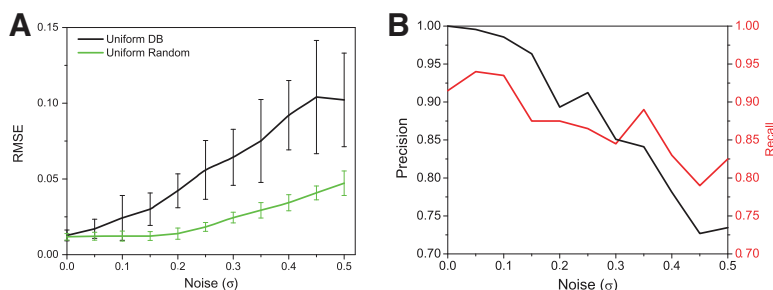 A
Uniform DB
Uniform Random
RMSE
0.15
0.10
0.05
0.00
0.0 0.1 0.2 0.3 0.4 0.5
Noise (σ)
B
Precision
1.00
0.95
0.90
0.85
0.80
0.75
0.70
0.0 0.1 0.2 0.3 0.4 0.5
Noise (σ)
1.00
0.95
0.90
0.85
0.80
0.75
0.70
Recall